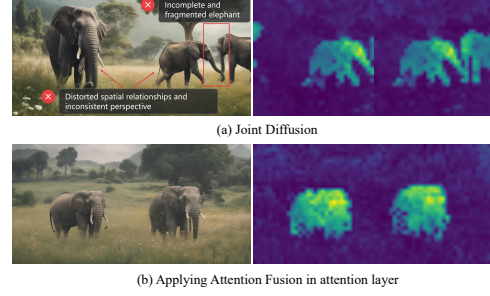 Incomplete and
fragmented elephant
Distorted spatial relationships and
inconsistent perspective
(a) Joint Diffusion
(b) Applying Attention Fusion in attention layer